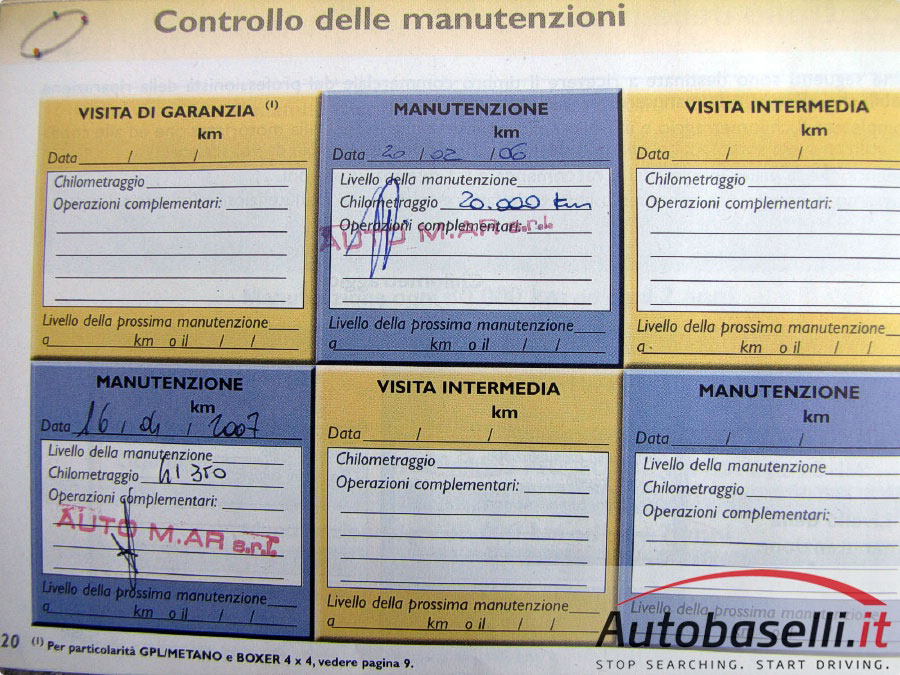 Controllo delle manutenzioni
VISITA DI GARANZIA (1)
km
Data / /
Chilometraggio
Operazioni complementari:
Livello della prossima manutenzione
a km o il / /
MANUTENZIONE
km
Data 20 / 02 / 06
Livello della manutenzione
Chilometraggio 20.000 km
Operazioni complementari:
AUTO M.AR s.r.l.
Livello della prossima manutenzione
a km o il / /
VISITA INTERMEDIA
km
Data / /
Chilometraggio
Operazioni complementari:
Livello della prossima manutenzione
a km o il / /
MANUTENZIONE
km
Data 16 / 04 / 2007
Livello della manutenzione
Chilometraggio 41350
Operazioni complementari:
AUTO M.AR s.r.l.
Livello della prossima manutenzione
a km o il / /
VISITA INTERMEDIA
km
Data / /
Chilometraggio
Operazioni complementari:
Livello della prossima manutenzione
a km o il / /
MANUTENZIONE
km
Data / /
Livello della manutenzione
Chilometraggio
Operazioni complementari:
Livello della prossima manutenzione
20 (1) Per particolarità GPL/METANO e BOXER 4 x 4, vedere pagina 9.
Autobaselli.it
STOP SEARCHING. START DRIVING.